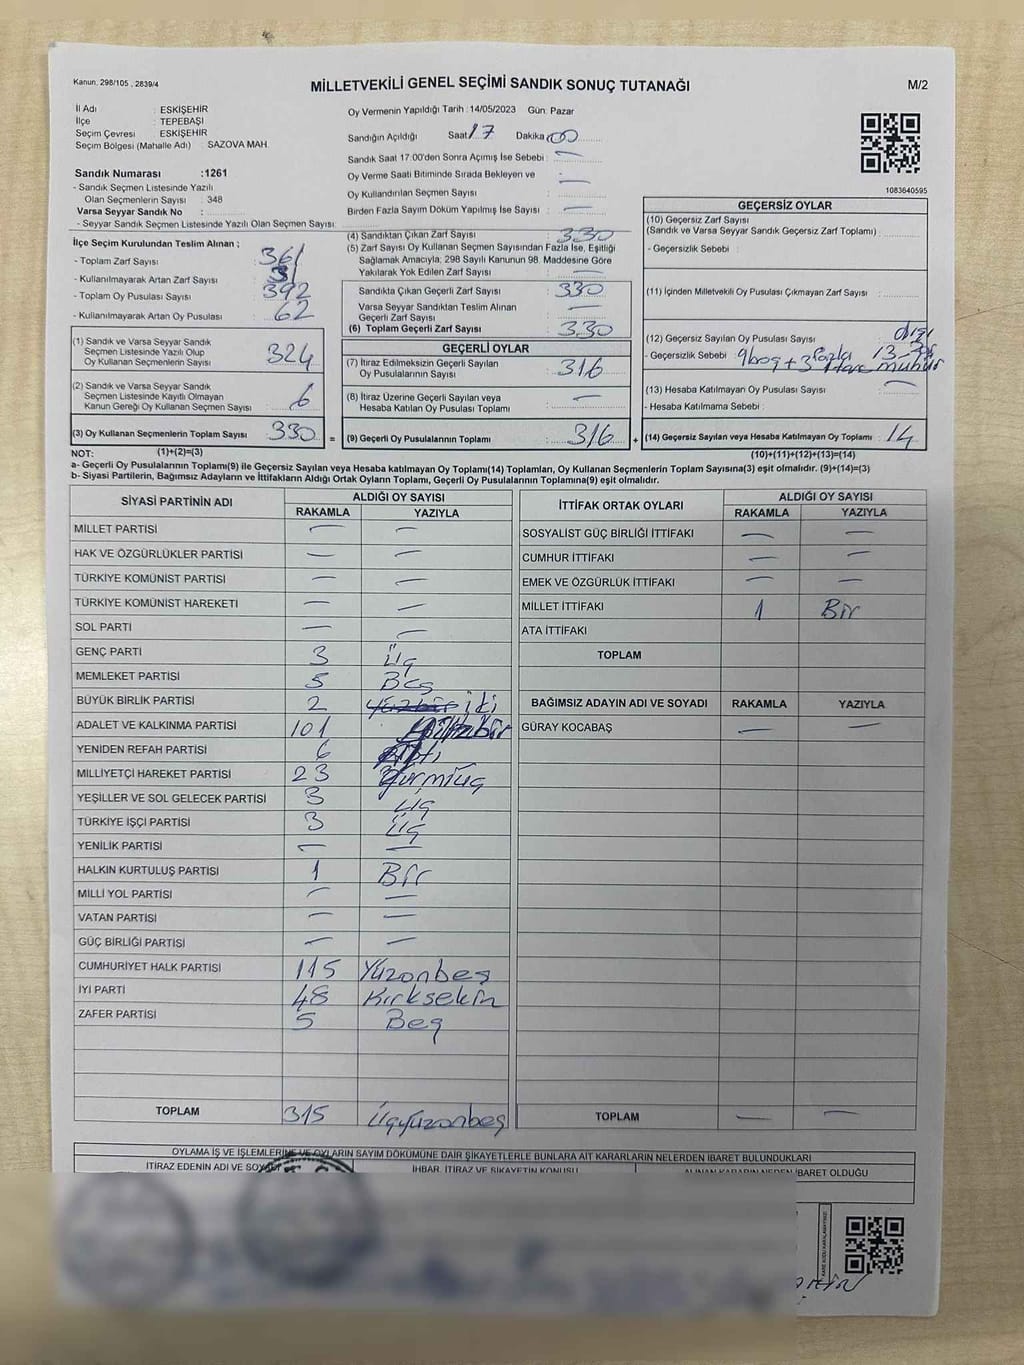 Kanun: 298/105 , 2839/4
MİLLETVEKİLİ GENEL SEÇİMİ SANDIK SONUÇ TUTANAĞI
M/2
İl Adı : ESKİŞEHİR
İlçe : TEPEBAŞI
Seçim Çevresi : ESKİŞEHİR
Seçim Bölgesi (Mahalle Adı) : SAZOVA MAH.
Sandık Numarası :1261
- Sandık Seçmen Listesinde Yazılı
Olan Seçmenlerin Sayısı : 348
Varsa Seyyar Sandık No :
- Seyyar Sandık Seçmen Listesinde Yazılı Olan Seçmen Sayısı:
Oy Vermenin Yapıldığı Tarih :14/05/2023 Gün: Pazar
Sandığın Açıldığı Saat 17 Dakika 00
Sandık Saat 17:00'den Sonra Açılmış İse Sebebi : —
Oy Verme Saati Bitiminde Sırada Bekleyen ve
Oy Kullandırılan Seçmen Sayısı : —
Birden Fazla Sayım Döküm Yapılmış İse Sayısı : —
1083640595
İlçe Seçim Kurulundan Teslim Alınan ;
- Toplam Zarf Sayısı : 361
- Kullanılmayarak Artan Zarf Sayısı : 31
- Toplam Oy Pusulası Sayısı : 392
- Kullanılmayarak Artan Oy Pusulası : 62
(1) Sandık ve Varsa Seyyar Sandık
Seçmen Listesinde Yazılı Olup
Oy Kullanan Seçmenlerin Sayısı : 324
(2) Sandık ve Varsa Seyyar Sandık
Seçmen Listesinde Kayıtlı Olmayan
Kanun Gereği Oy Kullanan Seçmen Sayısı : 6
(3) Oy Kullanan Seçmenlerin Toplam Sayısı 330
(4) Sandıktan Çıkan Zarf Sayısı : 330
(5) Zarf Sayısı Oy Kullanan Seçmen Sayısından Fazla İse, Eşitliği
Sağlamak Amacıyla, 298 Sayılı Kanunun 98. Maddesine Göre
Yakılarak Yok Edilen Zarf Sayısı : —
Sandıkta Çıkan Geçerli Zarf Sayısı : 330
Varsa Seyyar Sandıktan Teslim Alınan
Geçerli Zarf Sayısı : —
(6) Toplam Geçerli Zarf Sayısı : 330
GEÇERLİ OYLAR
(7) İtiraz Edilmeksizin Geçerli Sayılan
Oy Pusulalarının Sayısı : 316
(8) İtiraz Üzerine Geçerli Sayılan veya
Hesaba Katılan Oy Pusulası Toplamı : —
= (9) Geçerli Oy Pusulalarının Toplamı : 316
GEÇERSİZ OYLAR
(10) Geçersiz Zarf Sayısı
(Sandık ve Varsa Seyyar Sandık Geçersiz Zarf Toplamı) :
- Geçersizlik Sebebi :
(11) İçinden Milletvekili Oy Pusulası Çıkmayan Zarf Sayısı :
(12) Geçersiz Sayılan Oy Pusulası Sayısı :
- Geçersizlik Sebebi 9 boş + 3 fazla mühür
(13) Hesaba Katılmayan Oy Pusulası Sayısı : —
- Hesaba Katılmama Sebebi :
+ (14) Geçersiz Sayılan veya Hesaba Katılmayan Oy Toplamı : 14
NOT: (1)+(2)=(3)
(10)+(11)+(12)+(13)=(14)
a- Geçerli Oy Pusulalarının Toplamı(9) ile Geçersiz Sayılan veya Hesaba katılmayan Oy Toplamı(14) Toplamları, Oy Kullanan Seçmenlerin Toplam Sayısına(3) eşit olmalıdır. (9)+(14)=(3)
b- Siyasi Partilerin, Bağımsız Adayların ve İttifakların Aldığı Ortak Oyların Toplamı, Geçerli Oy Pusulalarının Toplamına(9) eşit olmalıdır.
SİYASİ PARTİNİN ADI ALDIĞI OY SAYISI
RAKAMLA YAZIYLA
MİLLET PARTİSİ — —
HAK VE ÖZGÜRLÜKLER PARTİSİ — —
TÜRKİYE KOMÜNİST PARTİSİ — —
TÜRKİYE KOMÜNİST HAREKETİ — —
SOL PARTİ — —
GENÇ PARTİ 3 Üç
MEMLEKET PARTİSİ 5 Beş
BÜYÜK BİRLİK PARTİSİ 2 iki
ADALET VE KALKINMA PARTİSİ 101
YENİDEN REFAH PARTİSİ 6
MİLLİYETÇİ HAREKET PARTİSİ 23 Yirmiüç
YEŞİLLER VE SOL GELECEK PARTİSİ 3 Üç
TÜRKİYE İŞÇİ PARTİSİ 3 Üç
YENİLİK PARTİSİ — —
HALKIN KURTULUŞ PARTİSİ 1 Bir
MİLLİ YOL PARTİSİ — —
VATAN PARTİSİ — —
GÜÇ BİRLİĞİ PARTİSİ — —
CUMHURİYET HALK PARTİSİ 115 Yüzonbeş
İYİ PARTİ 48 Kırksekiz
ZAFER PARTİSİ 5 Beş
TOPLAM 315 Üçyüzonbeş
İTTİFAK ORTAK OYLARI ALDIĞI OY SAYISI
RAKAMLA YAZIYLA
SOSYALİST GÜÇ BİRLİĞİ İTTİFAKI — —
CUMHUR İTTİFAKI — —
EMEK VE ÖZGÜRLÜK İTTİFAKI — —
MİLLET İTTİFAKI 1 Bir
ATA İTTİFAKI
TOPLAM
BAĞIMSIZ ADAYIN ADI VE SOYADI RAKAMLA YAZIYLA
GÜRAY KOCABAŞ — —
TOPLAM — —
OYLAMA İŞ VE İŞLEMLERİNE VE OYLARIN SAYIM DÖKÜMÜNE DAİR ŞİKAYETLERLE BUNLARA AİT KARARLARIN NELERDEN İBARET BULUNDUKLARI
İTİRAZ EDENİN ADI VE SOYADI İHBAR, İTİRAZ VE ŞİKAYETİN KONUSU ALINAN KARARIN NEDEN İBARET OLDUĞU